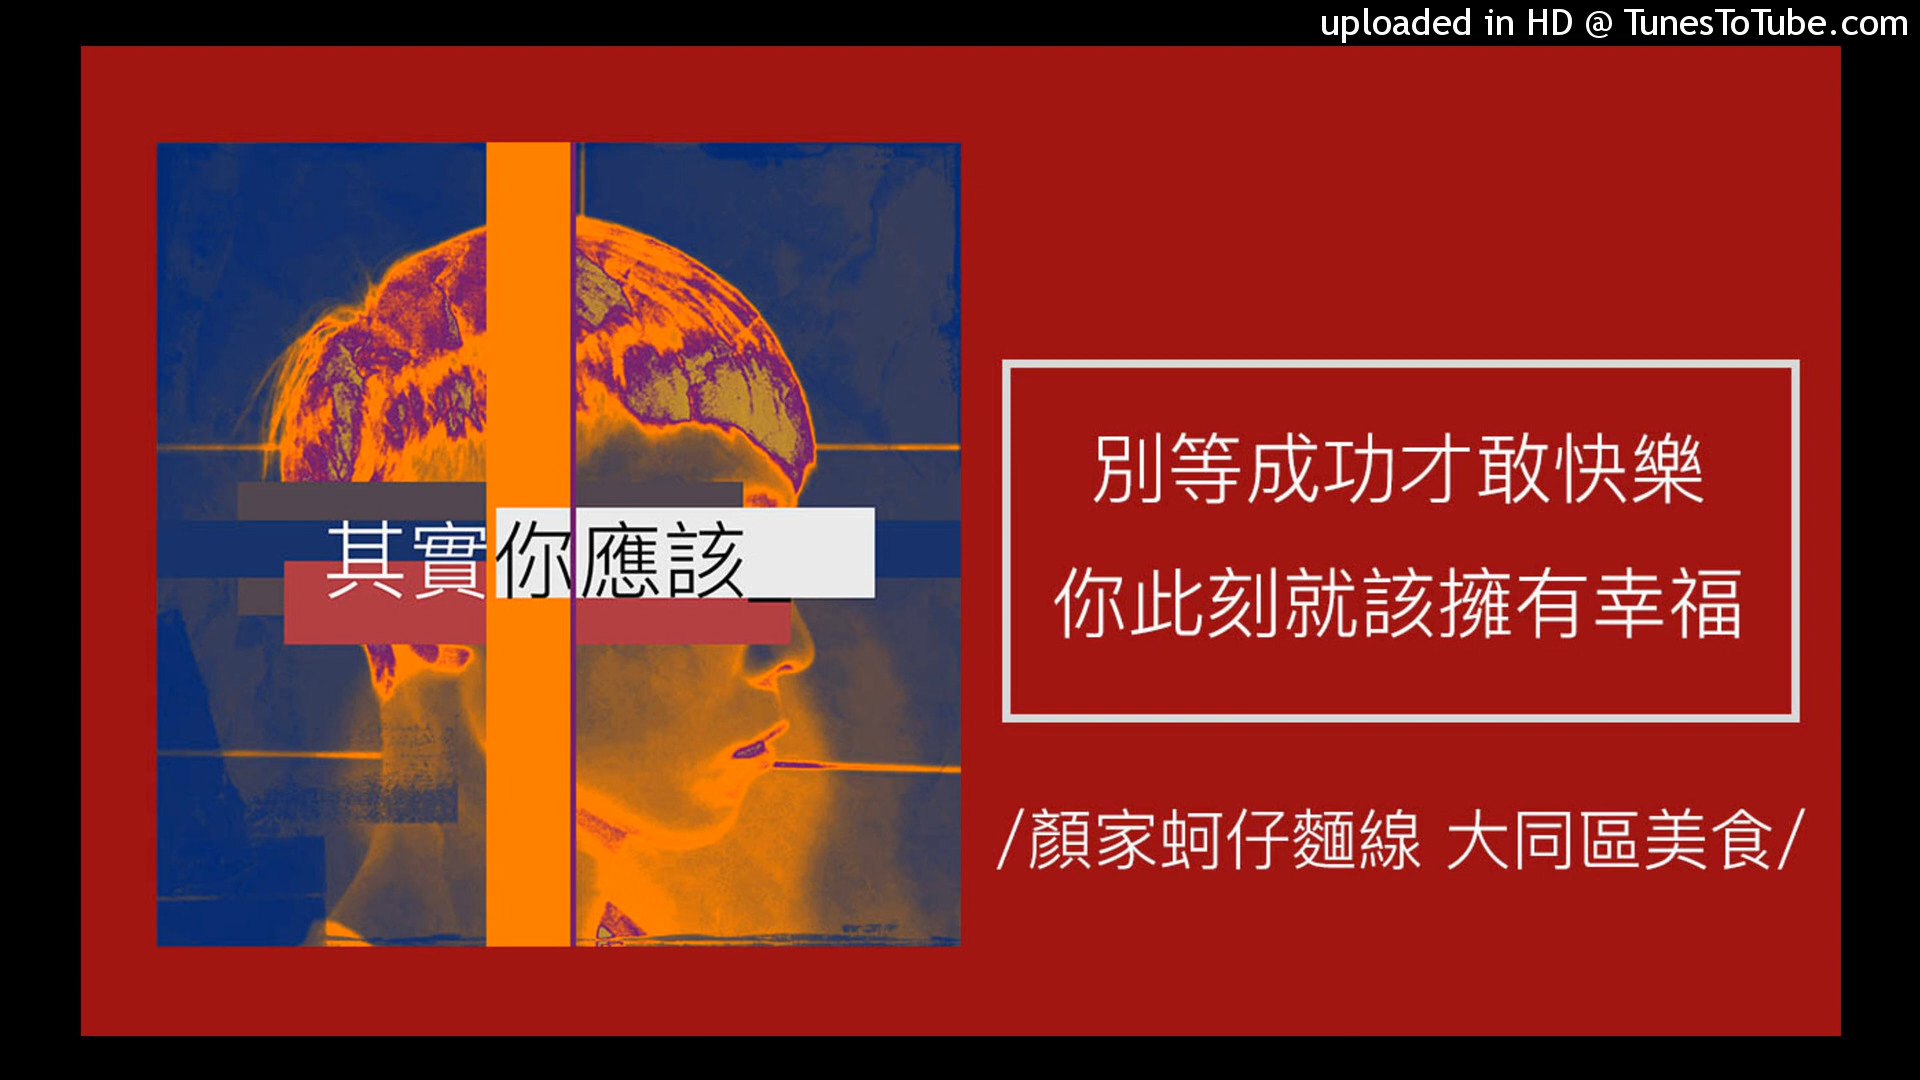 uploaded in HD @ TunesToTube.com
其實你應該_
別等成功才敢快樂
你此刻就該擁有幸福
/顏家蚵仔麵線 大同區美食/